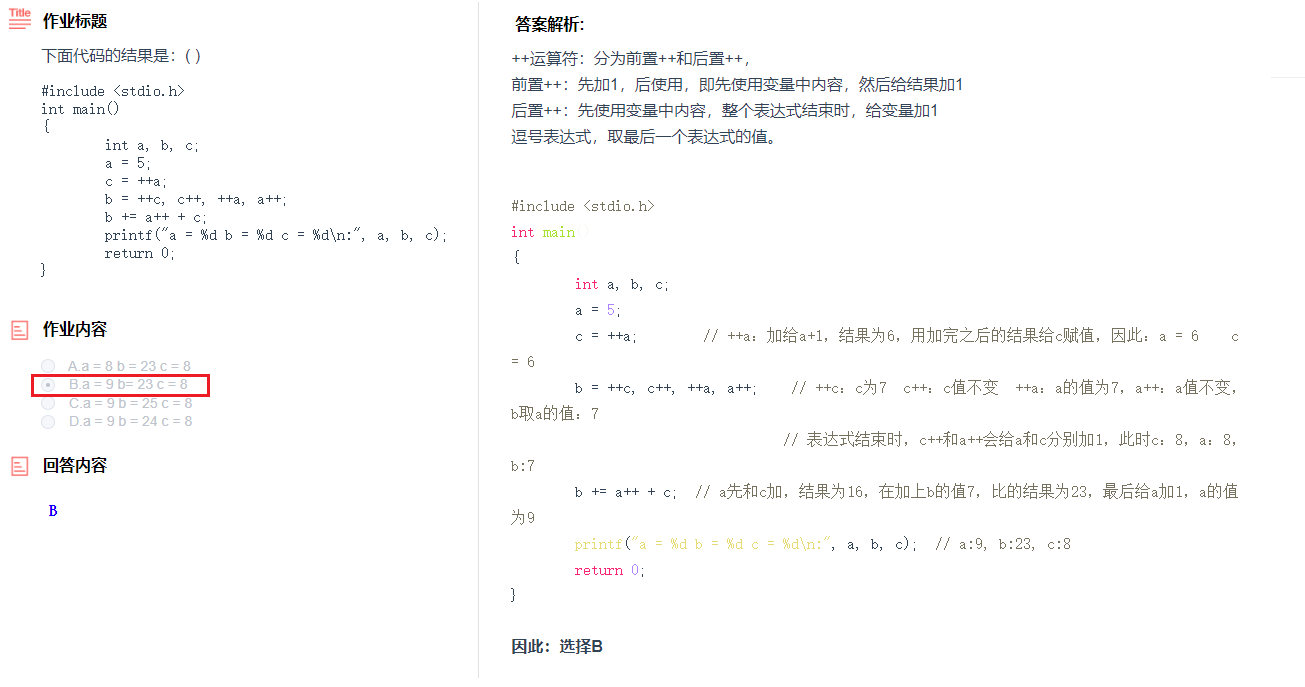 Title 作业标题
下面代码的结果是：( )
#include <stdio.h>
int main()
{
int a, b, c;
a = 5;
c = ++a;
b = ++c, c++, ++a, a++;
b += a++ + c;
printf("a = %d b = %d c = %d\n:", a, b, c);
return 0;
}
作业内容
A.a = 8 b = 23 c = 8
B.a = 9 b= 23 c = 8
C.a = 9 b = 25 c = 8
D.a = 9 b = 24 c = 8
回答内容
B
答案解析：
++运算符：分为前置++和后置++，
前置++：先加1，后使用，即先使用变量中内容，然后给结果加1
后置++：先使用变量中内容，整个表达式结束时，给变量加1
逗号表达式，取最后一个表达式的值。
#include <stdio.h>
int main
{
int a, b, c;
a = 5;
c = ++a; // ++a：加给a+1，结果为6，用加完之后的结果给c赋值，因此：a = 6 c
= 6
b = ++c, c++, ++a, a++; // ++c：c为7 c++：c值不变 ++a：a的值为7，a++：a值不变，
b取a的值：7
// 表达式结束时，c++和a++会给a和c分别加1，此时c：8，a：8，
b:7
b += a++ + c; // a先和c加，结果为16，在加上b的值7，比的结果为23，最后给a加1，a的值
为9
printf("a = %d b = %d c = %d\n:", a, b, c); // a:9, b:23, c:8
return 0;
}
因此：选择B